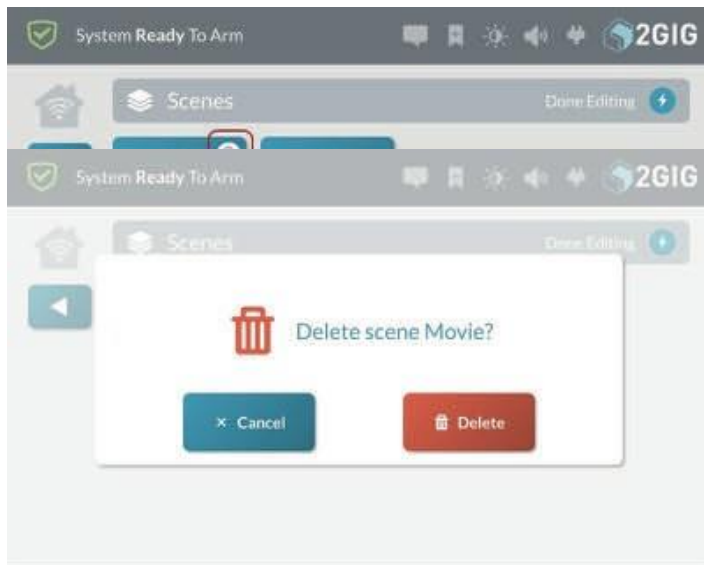 System Ready To Arm
2GIG
Scenes
Done Editing
System Ready To Arm
2GIG
Scenes
Done Editing
Delete scene Movie?
× Cancel
Delete